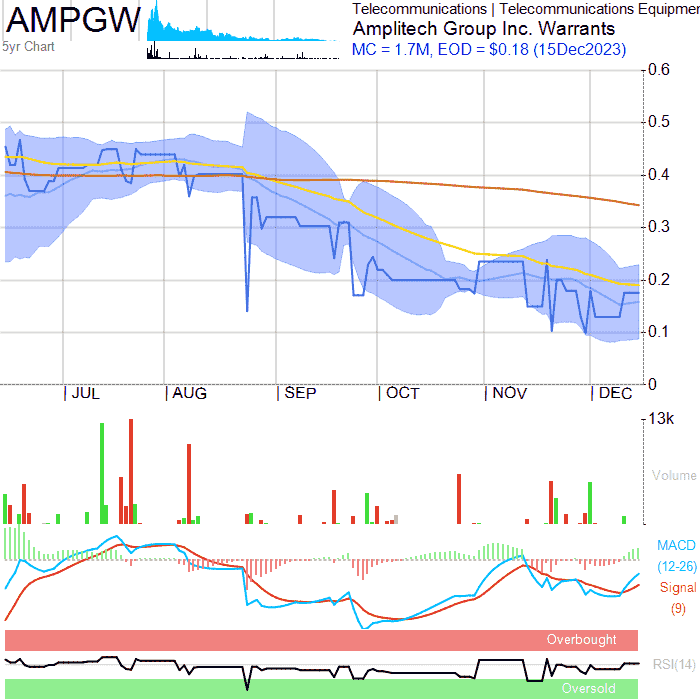 AMPGW
5yr Chart
Telecommunications | Telecommunications Equipmen
Amplitech Group Inc. Warrants
MC = 1.7M, EOD = $0.18 (15Dec2023)
0.6
0.5
0.4
0.3
0.2
0.1
0
JUL AUG SEP OCT NOV DEC
13k
Volume
MACD
(12-26)
Signal
(9)
Overbought
RSI(14)
Oversold